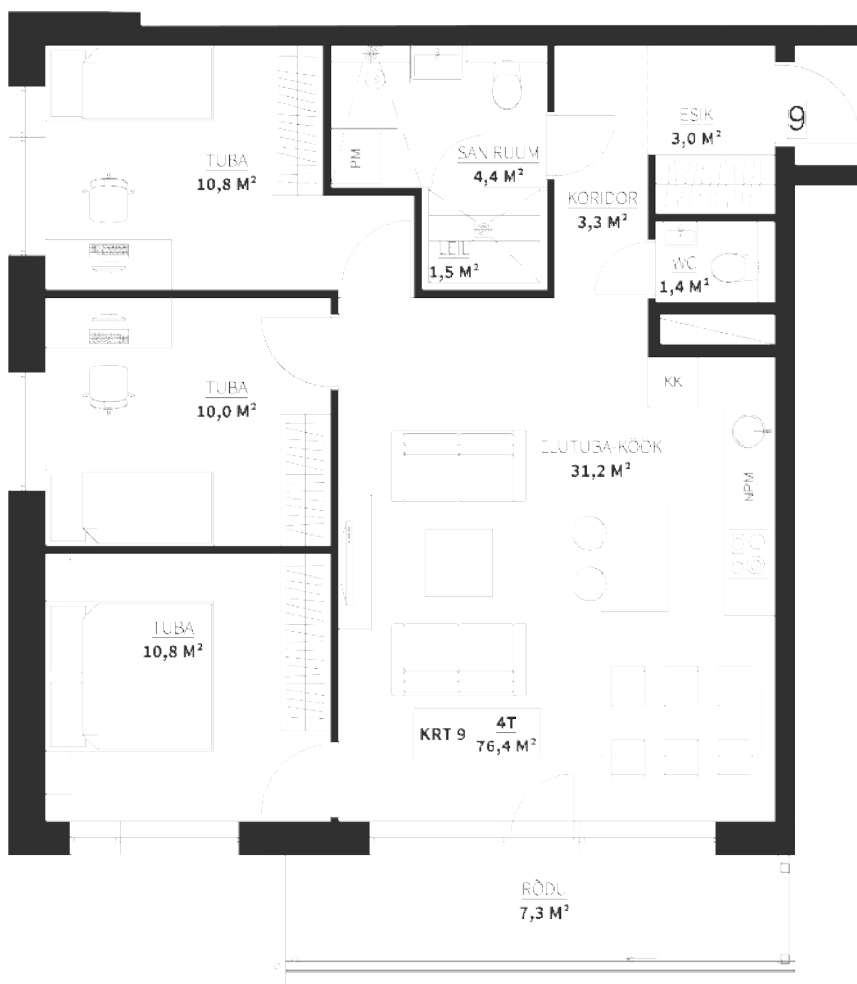 ESIK
3,0 M²
9
TUBA
10,8 M²
PM
SAN RUUM
4,4 M²
KORIDOR
3,3 M²
LEIL
1,5 M²
WC
1,4 M²
TUBA
10,0 M²
KK
ELUTUBA-KÖÖK
31,2 M²
NPM
TUBA
10,8 M²
KRT 9
4T
76,4 M²
RÕDU
7,3 M²